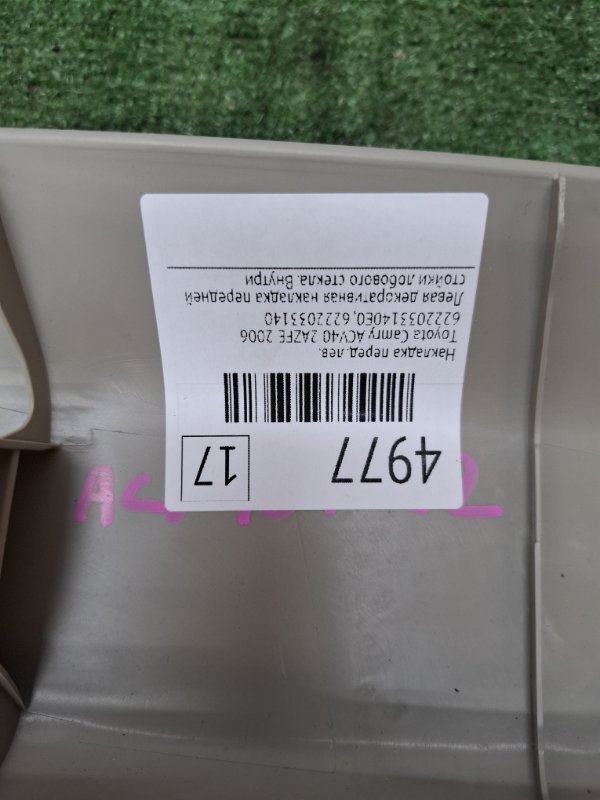 4977
17
Накладка перед.лев.
Toyota Camry ACV40 2AZFE 2006
6222033140E0, 6222033140
Левая декоративная накладка передней
стойки лобового стекла. Внутри